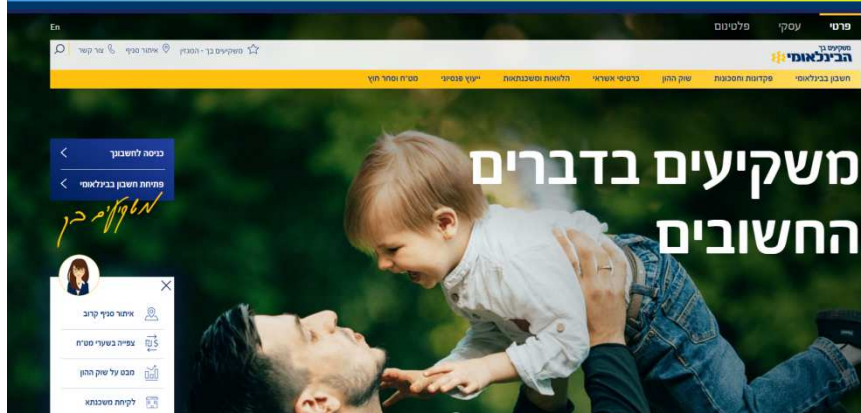 פרטי עסקי פלטינום En
משקיעים בך
הבינלאומי
משקיעים בך - המגזין איתור סניף צור קשר
חשבון בבינלאומי פקדונות וחסכונות שוק ההון כרטיסי אשראי הלוואות ומשכנתאות ייעוץ פנסיוני מט"ח וסחר חוץ
משקיעים בדברים
החשובים
כניסה לחשבונך
פתיחת חשבון בבינלאומי
משקיעים בך
איתור סניף קרוב
צפייה בשערי מט"ח
מבט על שוק ההון
לקיחת משכנתא